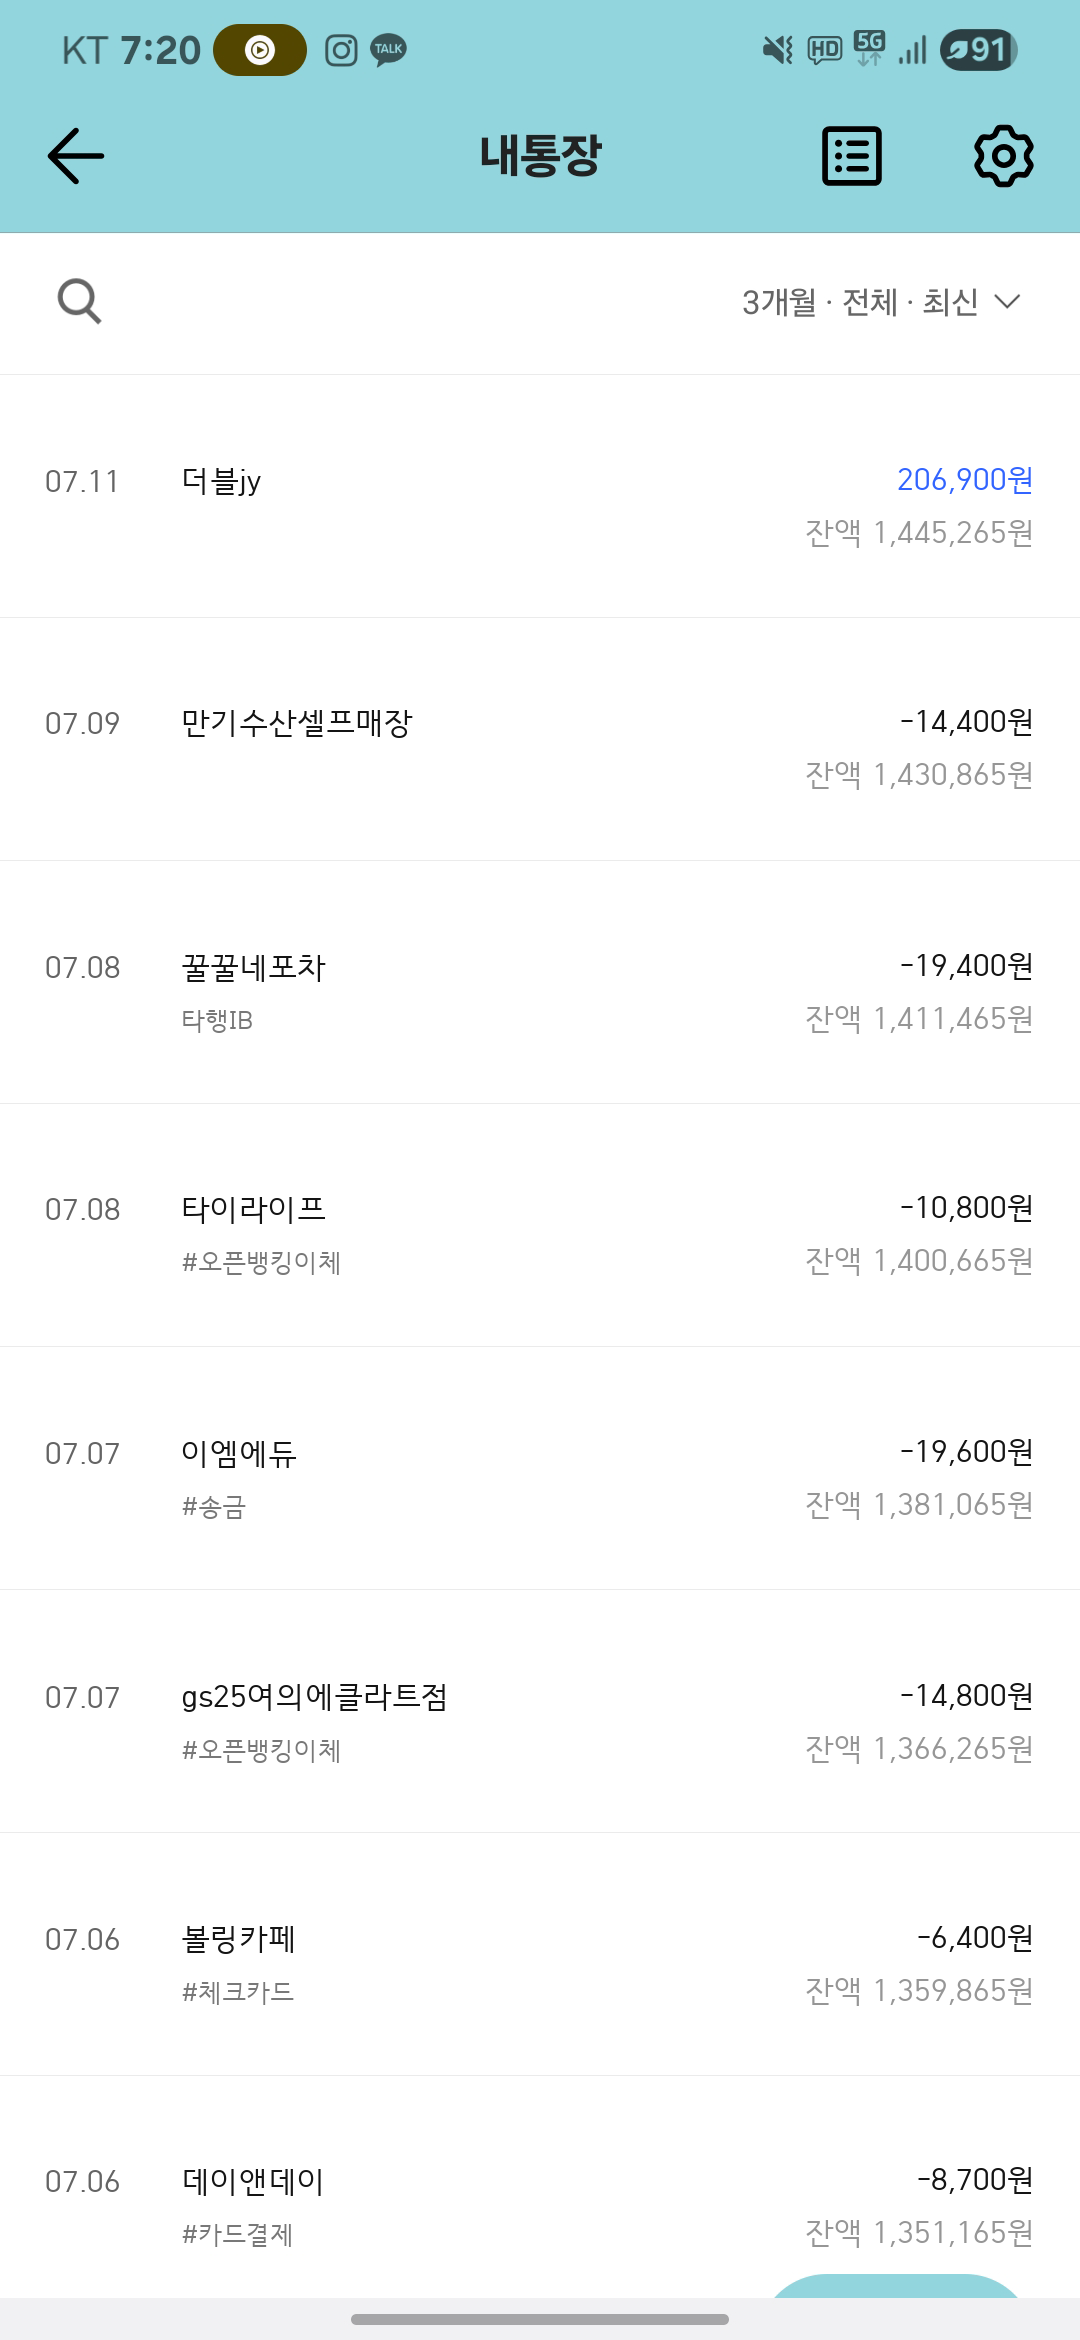 KT 7:20 TALK HD 5G 91
내통장
3개월 · 전체 · 최신
07.11 더블jy 206,900원
잔액 1,445,265원
07.09 만기수산셀프매장 -14,400원
잔액 1,430,865원
07.08 꿀꿀네포차 -19,400원
타행IB 잔액 1,411,465원
07.08 타이라이프 -10,800원
#오픈뱅킹이체 잔액 1,400,665원
07.07 이엠에듀 -19,600원
#송금 잔액 1,381,065원
07.07 gs25여의에클라트점 -14,800원
#오픈뱅킹이체 잔액 1,366,265원
07.06 볼링카페 -6,400원
#체크카드 잔액 1,359,865원
07.06 데이앤데이 -8,700원
#카드결제 잔액 1,351,165원